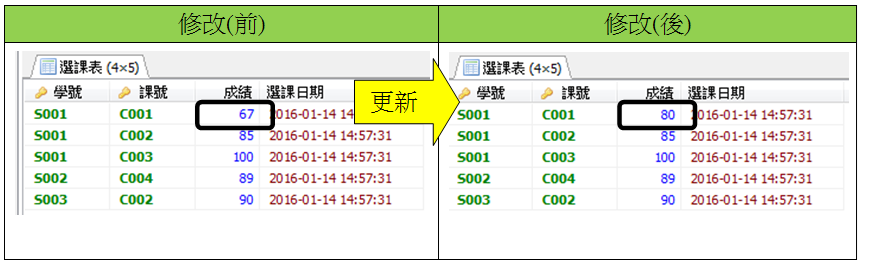 修改(前) 修改(後)
選課表 (4×5) 選課表 (4×5)
學號 課號 成績 選課日期 學號 課號 成績 選課日期
S001 C001 67 2016-01-14 14:57:31 S001 C001 80 2016-01-14 14:57:31
S001 C002 85 2016-01-14 14:57:31 更新 S001 C002 85 2016-01-14 14:57:31
S001 C003 100 2016-01-14 14:57:31 S001 C003 100 2016-01-14 14:57:31
S002 C004 89 2016-01-14 14:57:31 S002 C004 89 2016-01-14 14:57:31
S003 C002 90 2016-01-14 14:57:31 S003 C002 90 2016-01-14 14:57:31